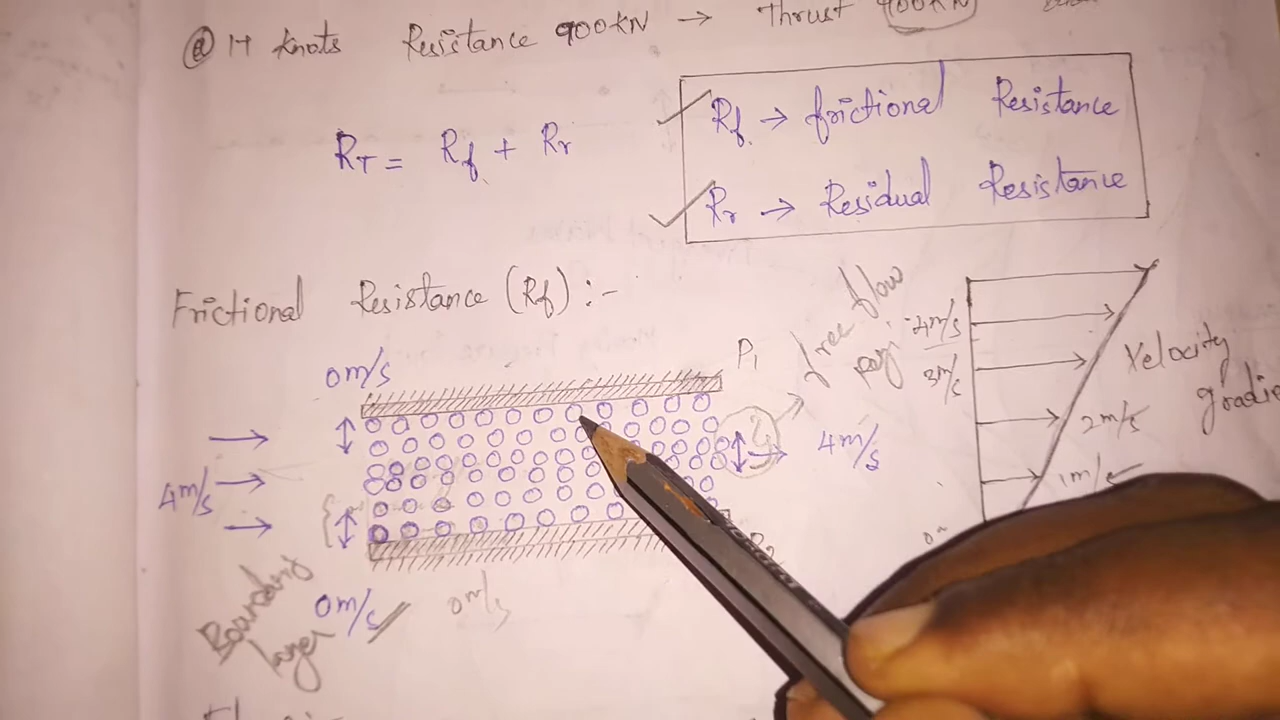 @ 14 Knots Resistance 900KN → Thrust 900KN
RT = Rf + Rr
Rf → frictional Resistance
Rr → Residual Resistance
Frictional Resistance (Rf) :-
0m/s
P1
free flow
4m/s
4m/s
Boundary
layer
0m/s
0m/s
4m/s
3m/s
2m/s
1m/s
Velocity